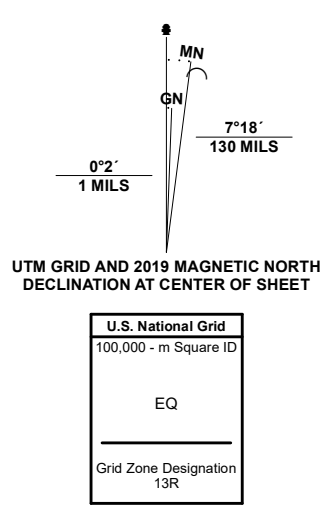 MN
GN
7°18´
130 MILS
0°2´
1 MILS
UTM GRID AND 2019 MAGNETIC NORTH
DECLINATION AT CENTER OF SHEET
U.S. National Grid
100,000 - m Square ID
EQ
Grid Zone Designation
13R